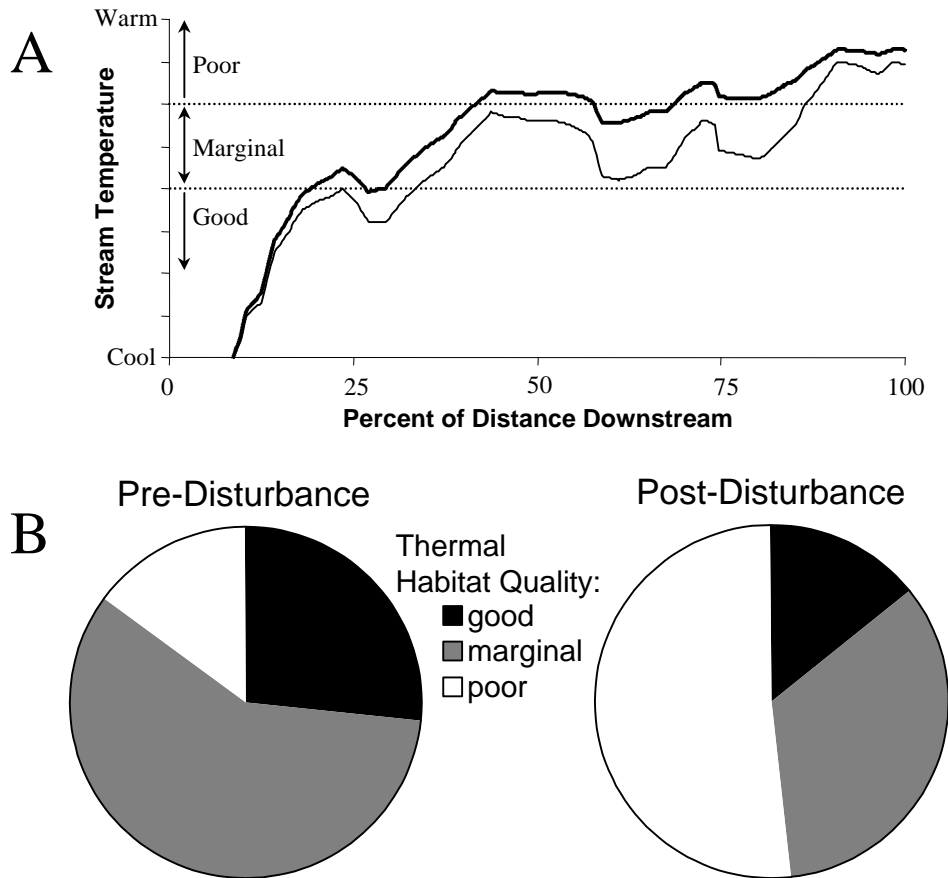 A
Warm
Poor
Marginal
Good
Cool
Stream Temperature
0 25 50 75 100
Percent of Distance Downstream
B
Pre-Disturbance
Post-Disturbance
Thermal
Habitat Quality:
good
marginal
poor